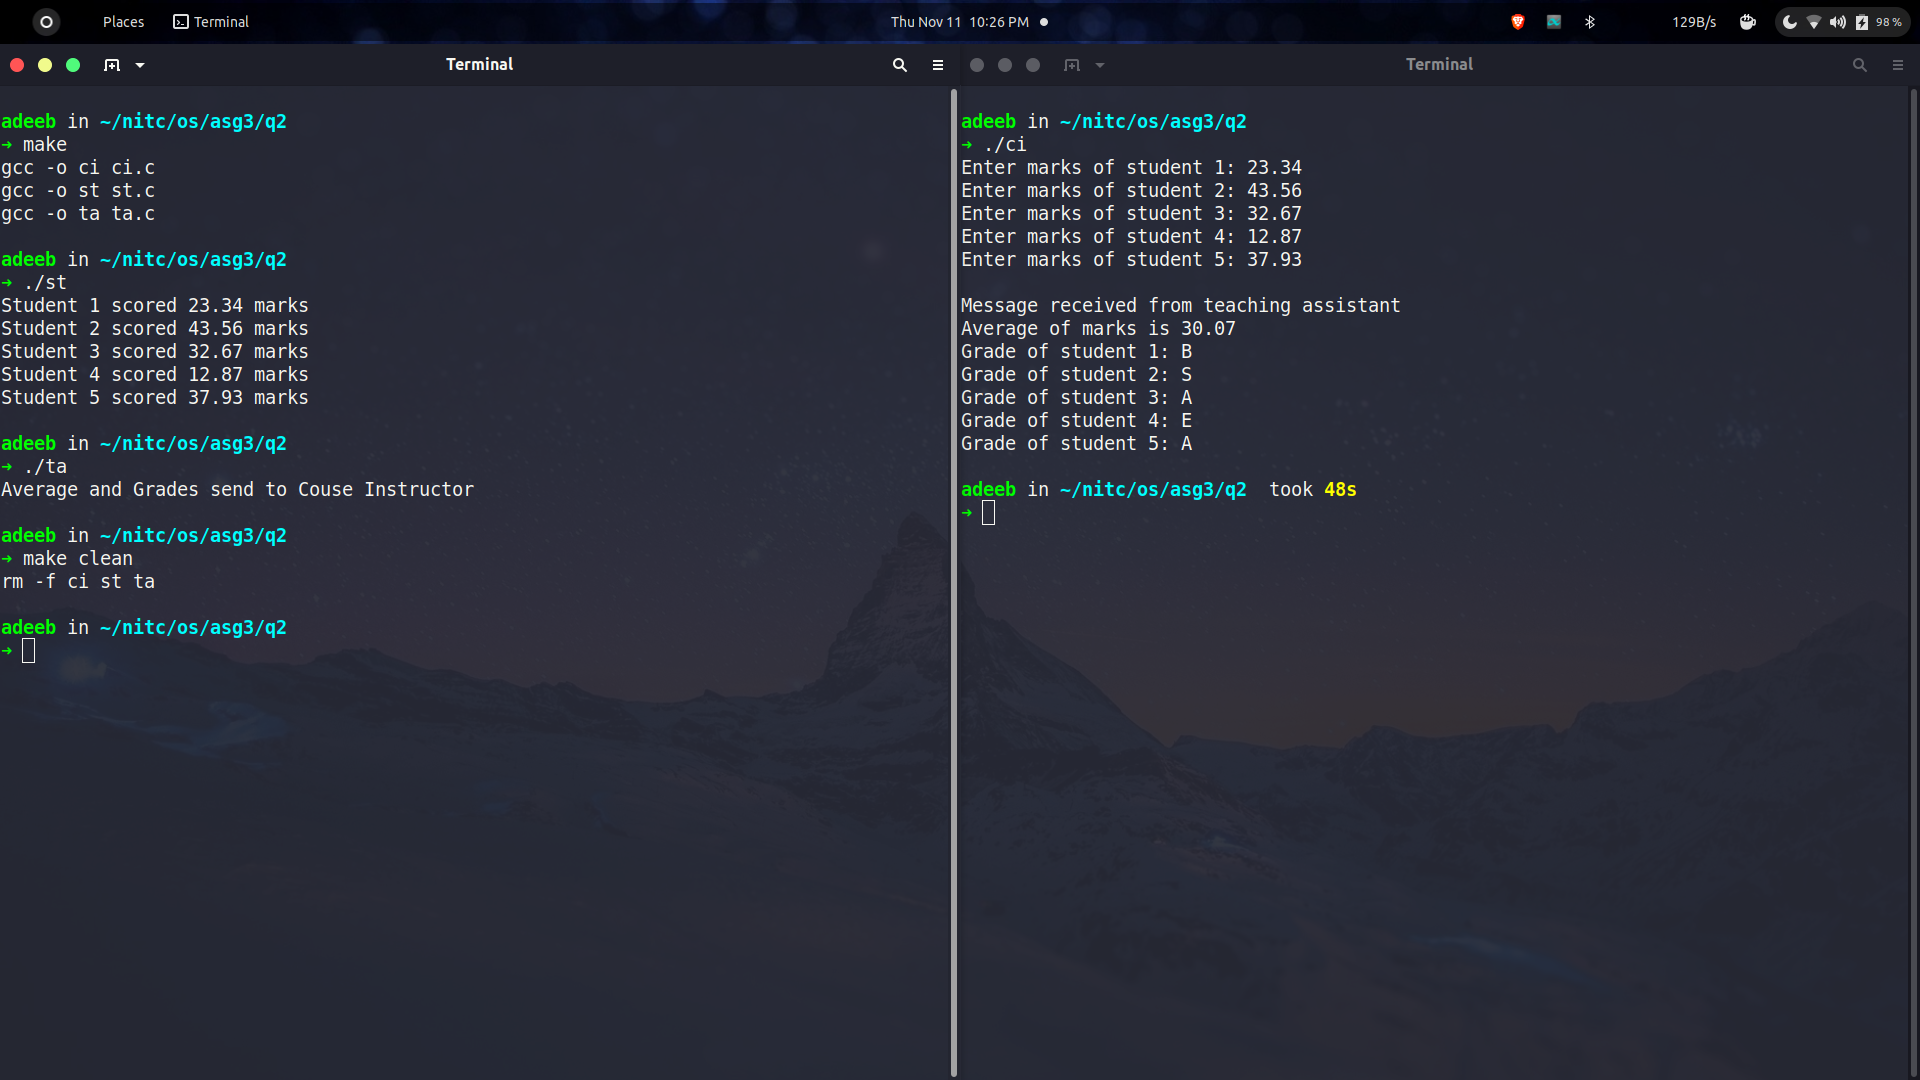 Places Terminal Thu Nov 11 10:26 PM 129B/s 98 %
Terminal
adeeb in ~/nitc/os/asg3/q2
➜ make
gcc -o ci ci.c
gcc -o st st.c
gcc -o ta ta.c
adeeb in ~/nitc/os/asg3/q2
➜ ./st
Student 1 scored 23.34 marks
Student 2 scored 43.56 marks
Student 3 scored 32.67 marks
Student 4 scored 12.87 marks
Student 5 scored 37.93 marks
adeeb in ~/nitc/os/asg3/q2
➜ ./ta
Average and Grades send to Couse Instructor
adeeb in ~/nitc/os/asg3/q2
➜ make clean
rm -f ci st ta
adeeb in ~/nitc/os/asg3/q2
➜
Terminal
adeeb in ~/nitc/os/asg3/q2
➜ ./ci
Enter marks of student 1: 23.34
Enter marks of student 2: 43.56
Enter marks of student 3: 32.67
Enter marks of student 4: 12.87
Enter marks of student 5: 37.93
Message received from teaching assistant
Average of marks is 30.07
Grade of student 1: B
Grade of student 2: S
Grade of student 3: A
Grade of student 4: E
Grade of student 5: A
adeeb in ~/nitc/os/asg3/q2 took 48s
➜